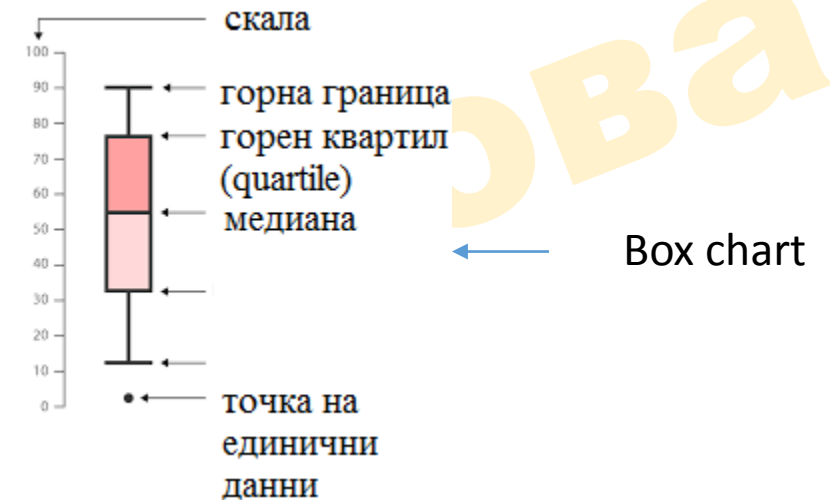 скала
100
90
горна граница
80
горен квартил
70
(quartile)
60
медиана
50
Box chart
40
30
20
10
0
точка на
единични
данни
ова